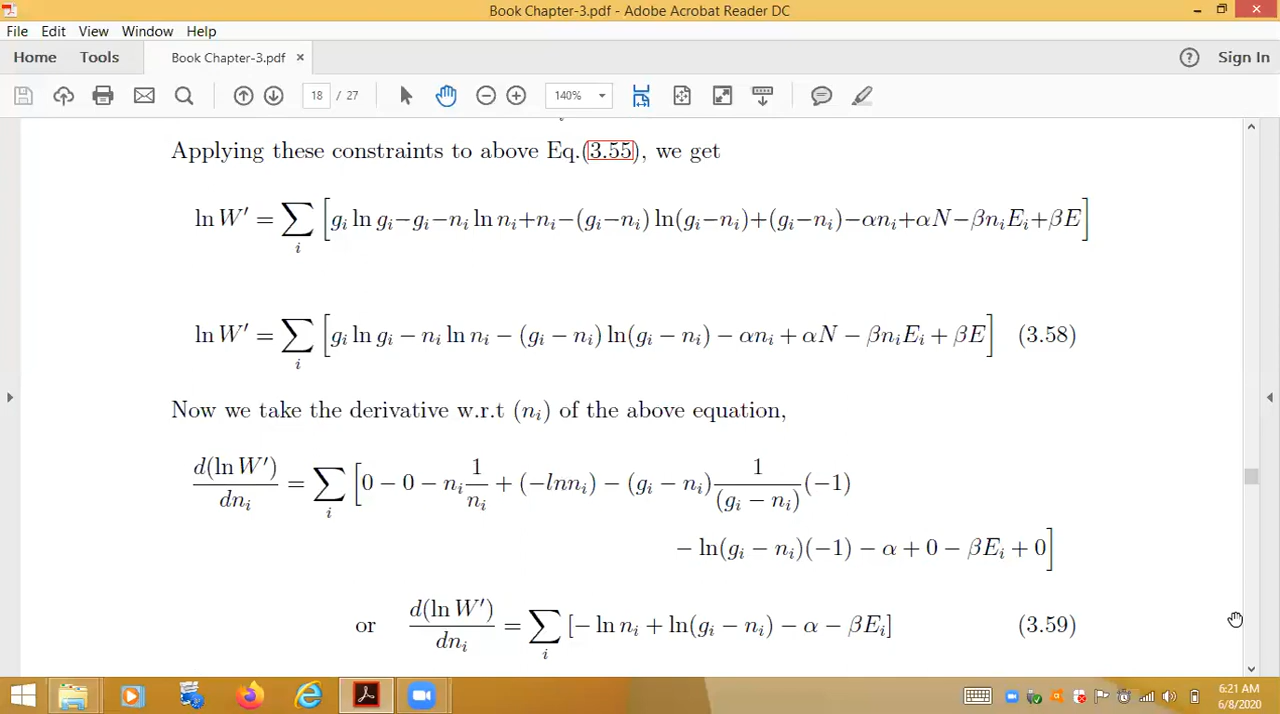 Book Chapter-3.pdf - Adobe Acrobat Reader DC
File Edit View Window Help
Home Tools Book Chapter-3.pdf × ? Sign In
18 / 27 140%
Applying these constraints to above Eq.(3.55), we get
ln W′ = ∑_i [g_i ln g_i−g_i−n_i ln n_i+n_i−(g_i−n_i) ln(g_i−n_i)+(g_i−n_i)−αn_i+αN−βn_iE_i+βE]
ln W′ = ∑_i [g_i ln g_i − n_i ln n_i − (g_i − n_i) ln(g_i − n_i) − αn_i + αN − βn_iE_i + βE] (3.58)
Now we take the derivative w.r.t (n_i) of the above equation,
d(ln W′)/dn_i = ∑_i [0 − 0 − n_i 1/n_i + (−lnn_i) − (g_i − n_i) 1/(g_i − n_i) (−1)
− ln(g_i − n_i)(−1) − α + 0 − βE_i + 0]
or d(ln W′)/dn_i = ∑_i [− ln n_i + ln(g_i − n_i) − α − βE_i] (3.59)
6:21 AM
6/8/2020